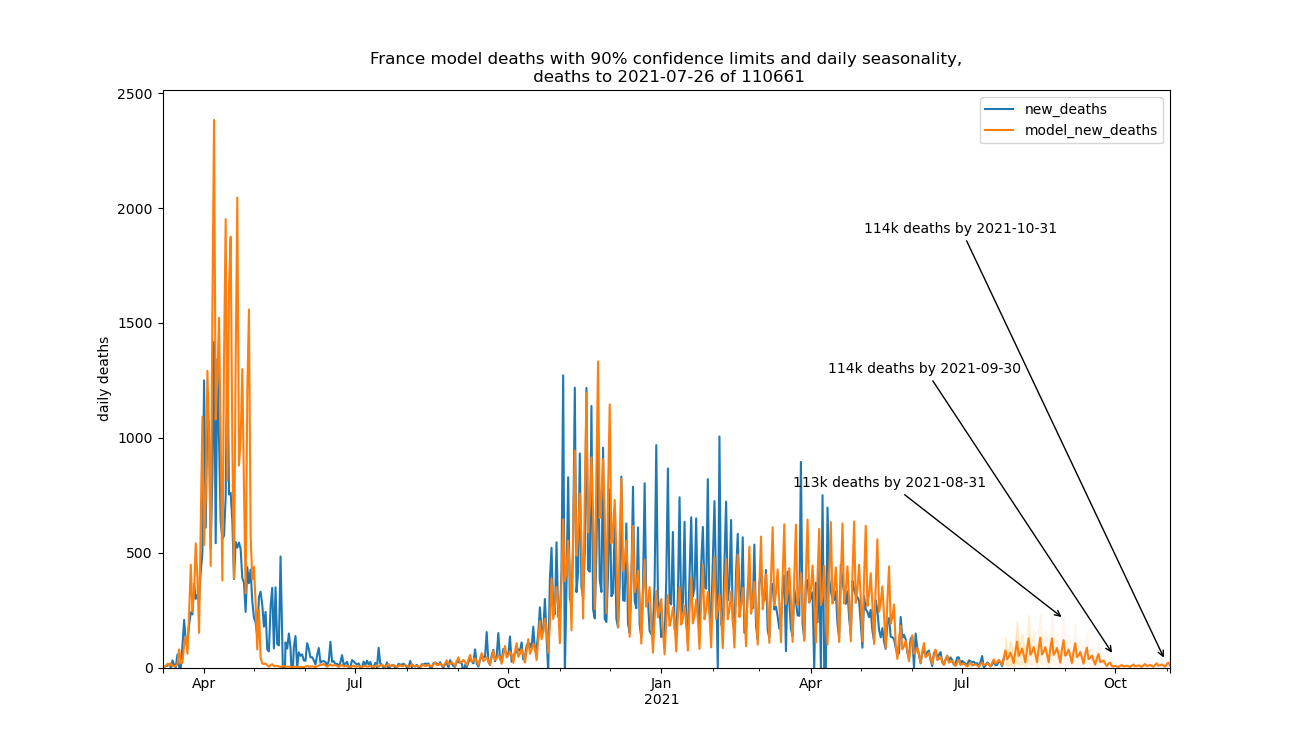 France model deaths with 90% confidence limits and daily seasonality,
deaths to 2021-07-26 of 110661
2500
2000
1500
1000
500
0
daily deaths
new_deaths
model_new_deaths
114k deaths by 2021-10-31
114k deaths by 2021-09-30
113k deaths by 2021-08-31
Apr
Jul
Oct
Jan
2021
Apr
Jul
Oct